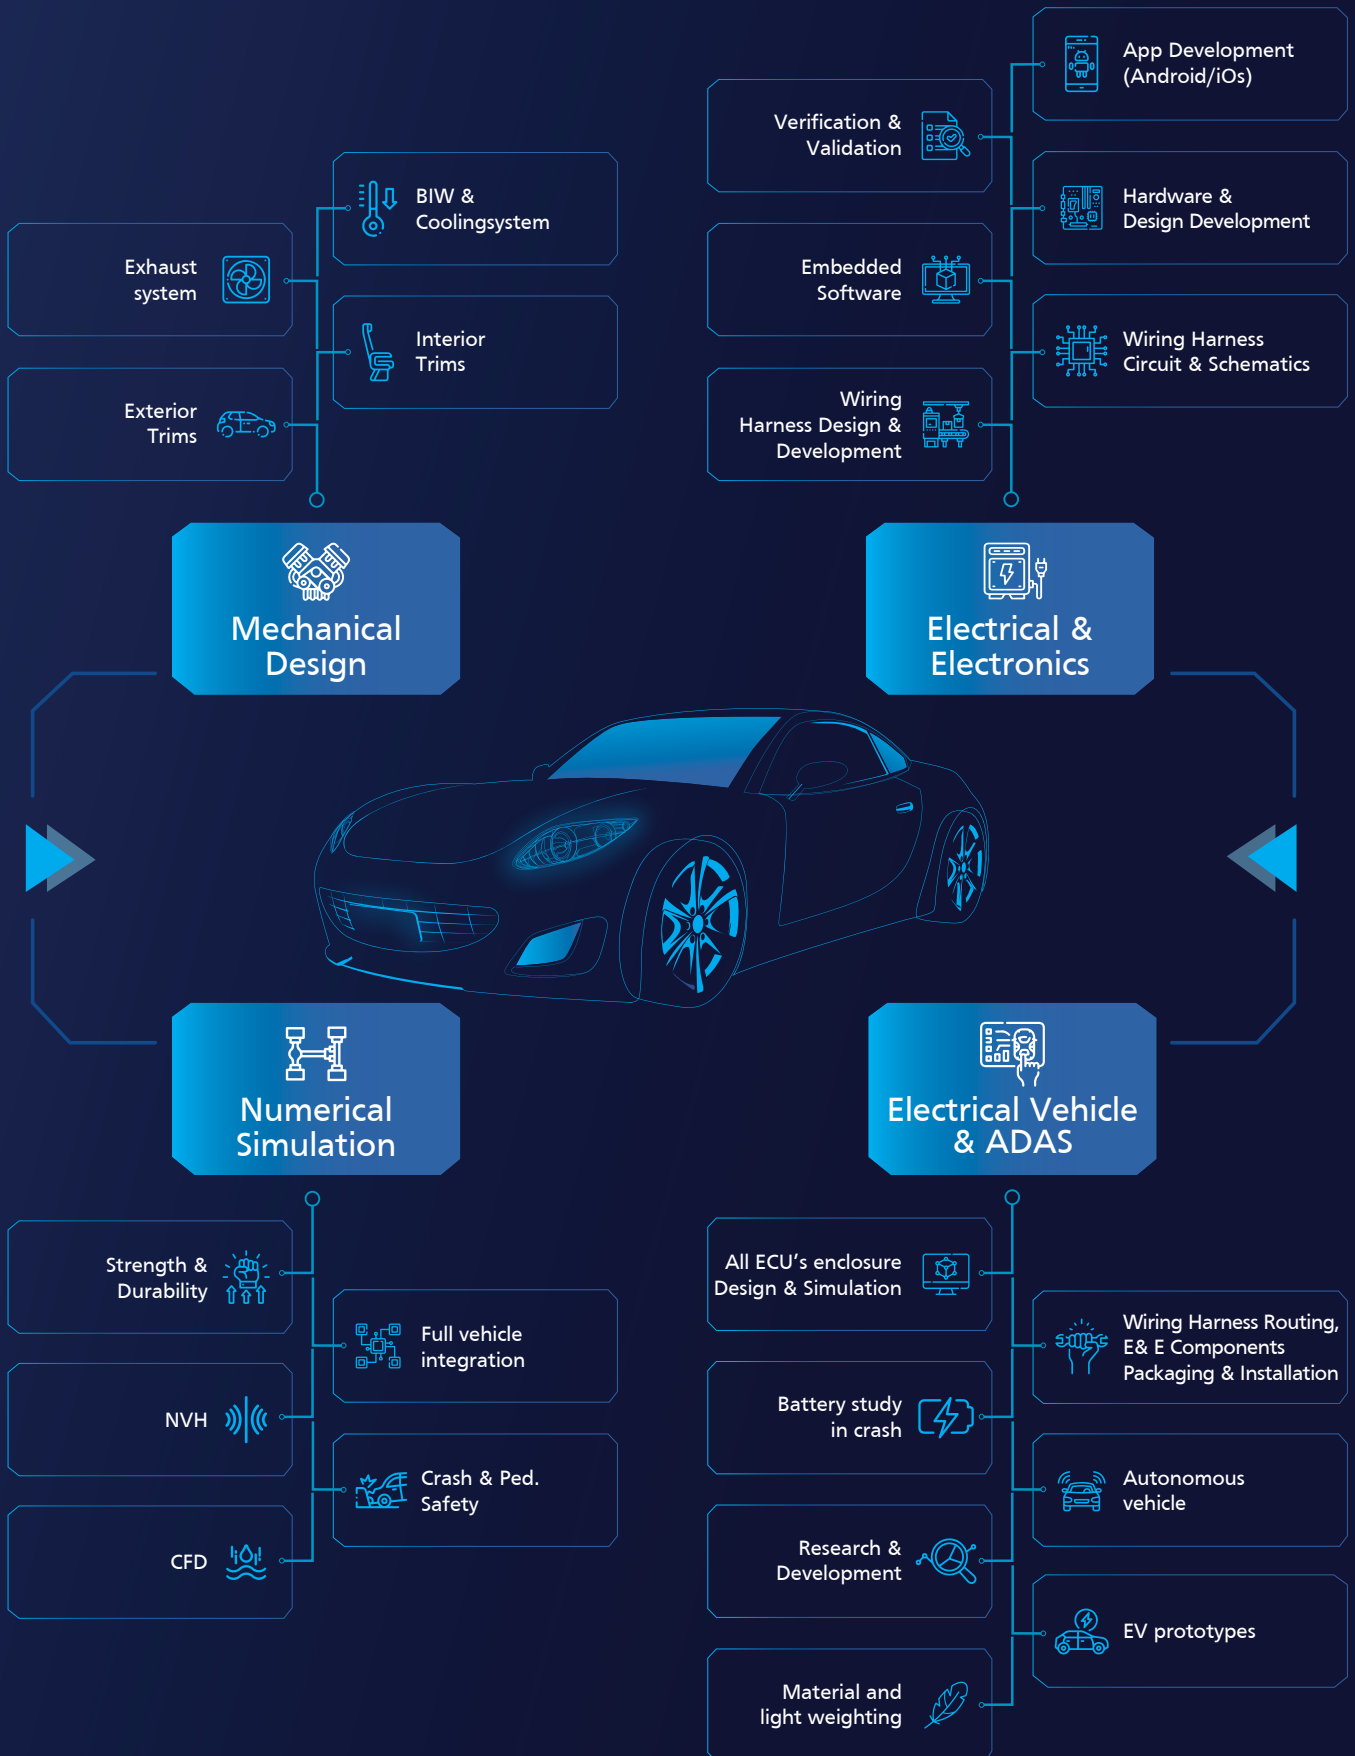 BIW &
Coolingsystem
Exhaust
system
Interior
Trims
Exterior
Trims
Mechanical
Design
App Development
(Android/iOs)
Verification &
Validation
Hardware &
Design Development
Embedded
Software
Wiring Harness
Circuit & Schematics
Wiring
Harness Design &
Development
Electrical &
Electronics
Numerical
Simulation
Strength &
Durability
Full vehicle
integration
NVH
Crash & Ped.
Safety
CFD
Electrical Vehicle
& ADAS
All ECU’s enclosure
Design & Simulation
Wiring Harness Routing,
E& E Components
Packaging & Installation
Battery study
in crash
Autonomous
vehicle
Research &
Development
EV prototypes
Material and
light weighting